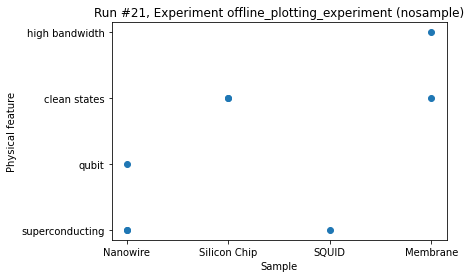 Run #21, Experiment offline_plotting_experiment (nosample)
high bandwidth
clean states
qubit
superconducting
Physical feature
Nanowire Silicon Chip SQUID Membrane
Sample